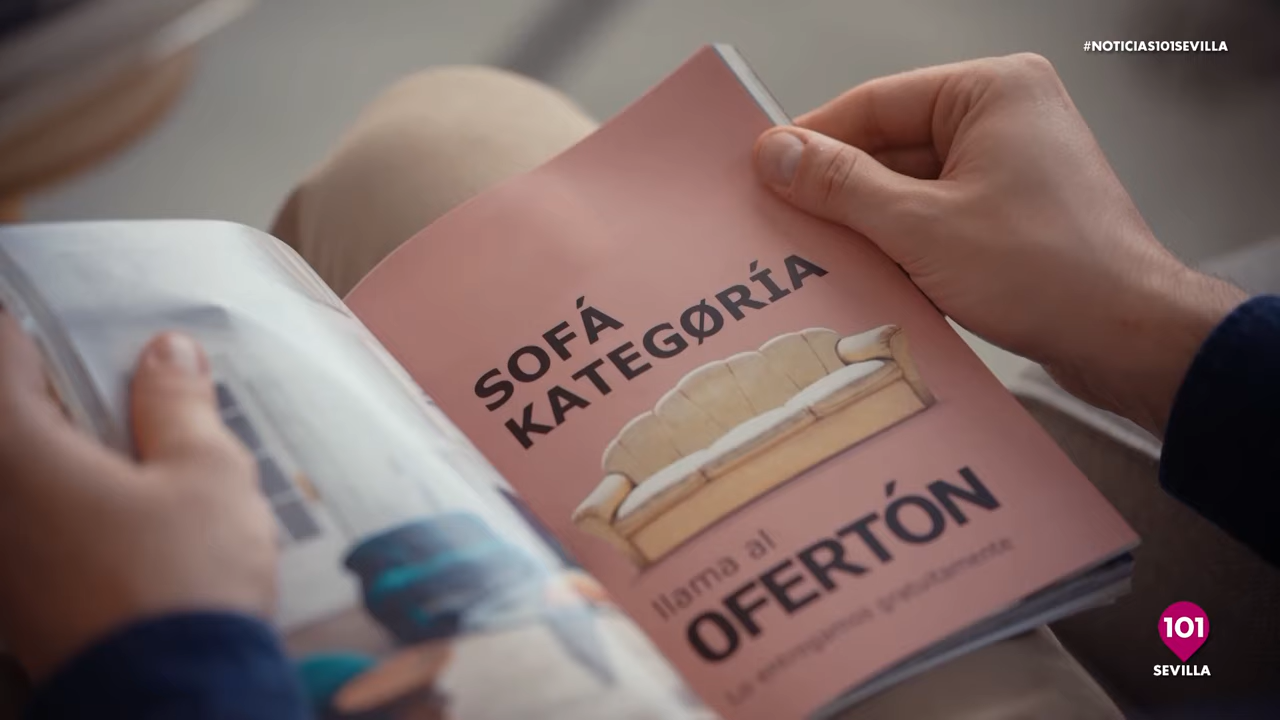 #NOTICIAS101SEVILLA
SOFÁ
KATEGØRÍA
llama al
OFERTÓN
Lo entregamos gratuitamente
101
SEVILLA